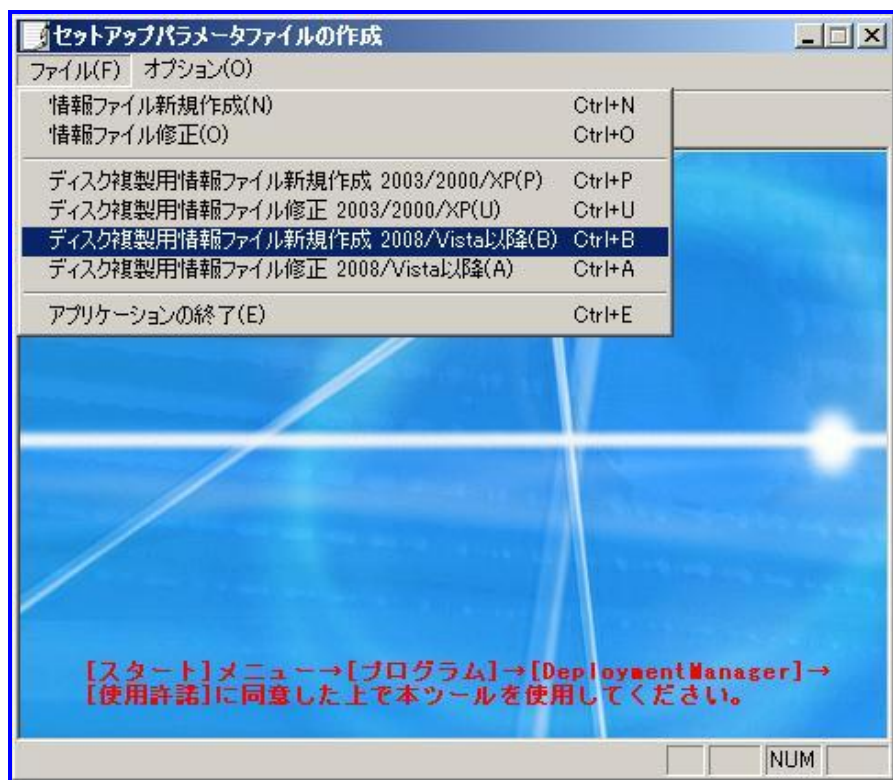 セットアップパラメータファイルの作成
ファイル(F) オプション(O)
情報ファイル新規作成(N) Ctrl+N
情報ファイル修正(O) Ctrl+O
ディスク複製用情報ファイル新規作成 2003/2000/XP(P) Ctrl+P
ディスク複製用情報ファイル修正 2003/2000/XP(U) Ctrl+U
ディスク複製用情報ファイル新規作成 2008/Vista以降(B) Ctrl+B
ディスク複製用情報ファイル修正 2008/Vista以降(A) Ctrl+A
アプリケーションの終了(E) Ctrl+E
[スタート]メニュー→[プログラム]→[DeploymentManager]→
[使用許諾]に同意した上で本ツールを使用してください。
NUM